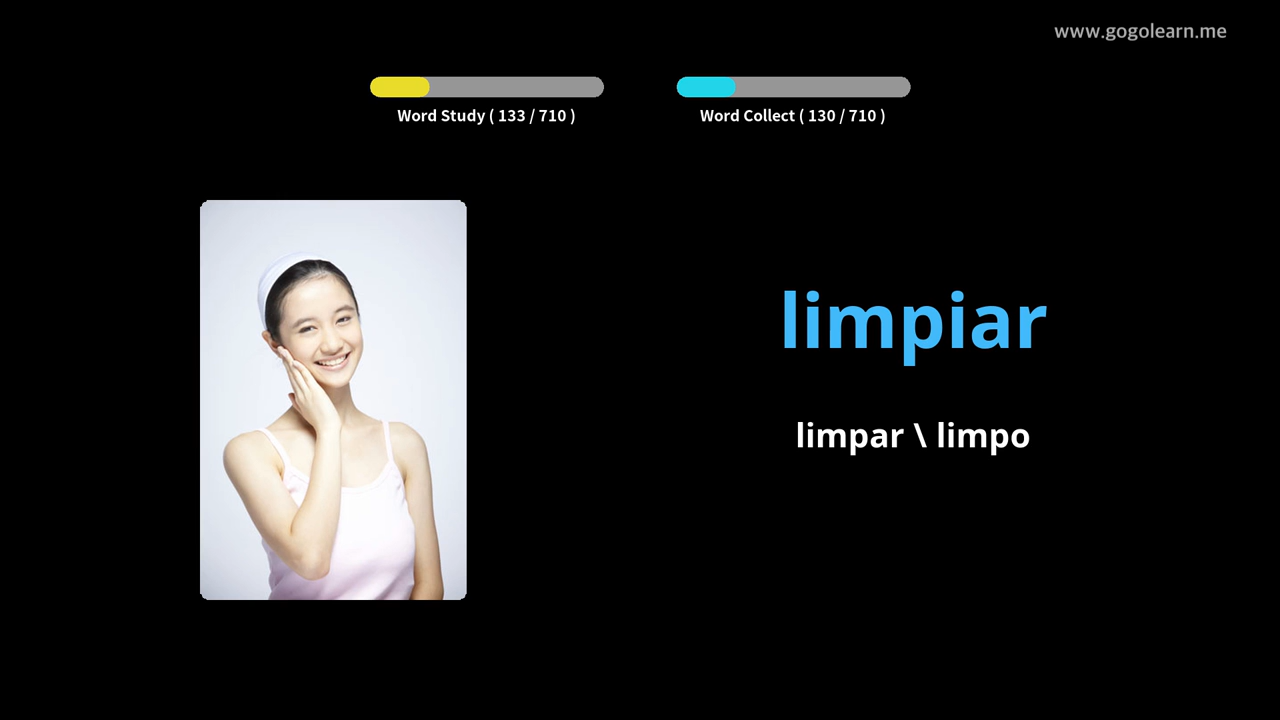 www.gogolearn.me
Word Study ( 133 / 710 )
Word Collect ( 130 / 710 )
limpiar
limpar \ limpo